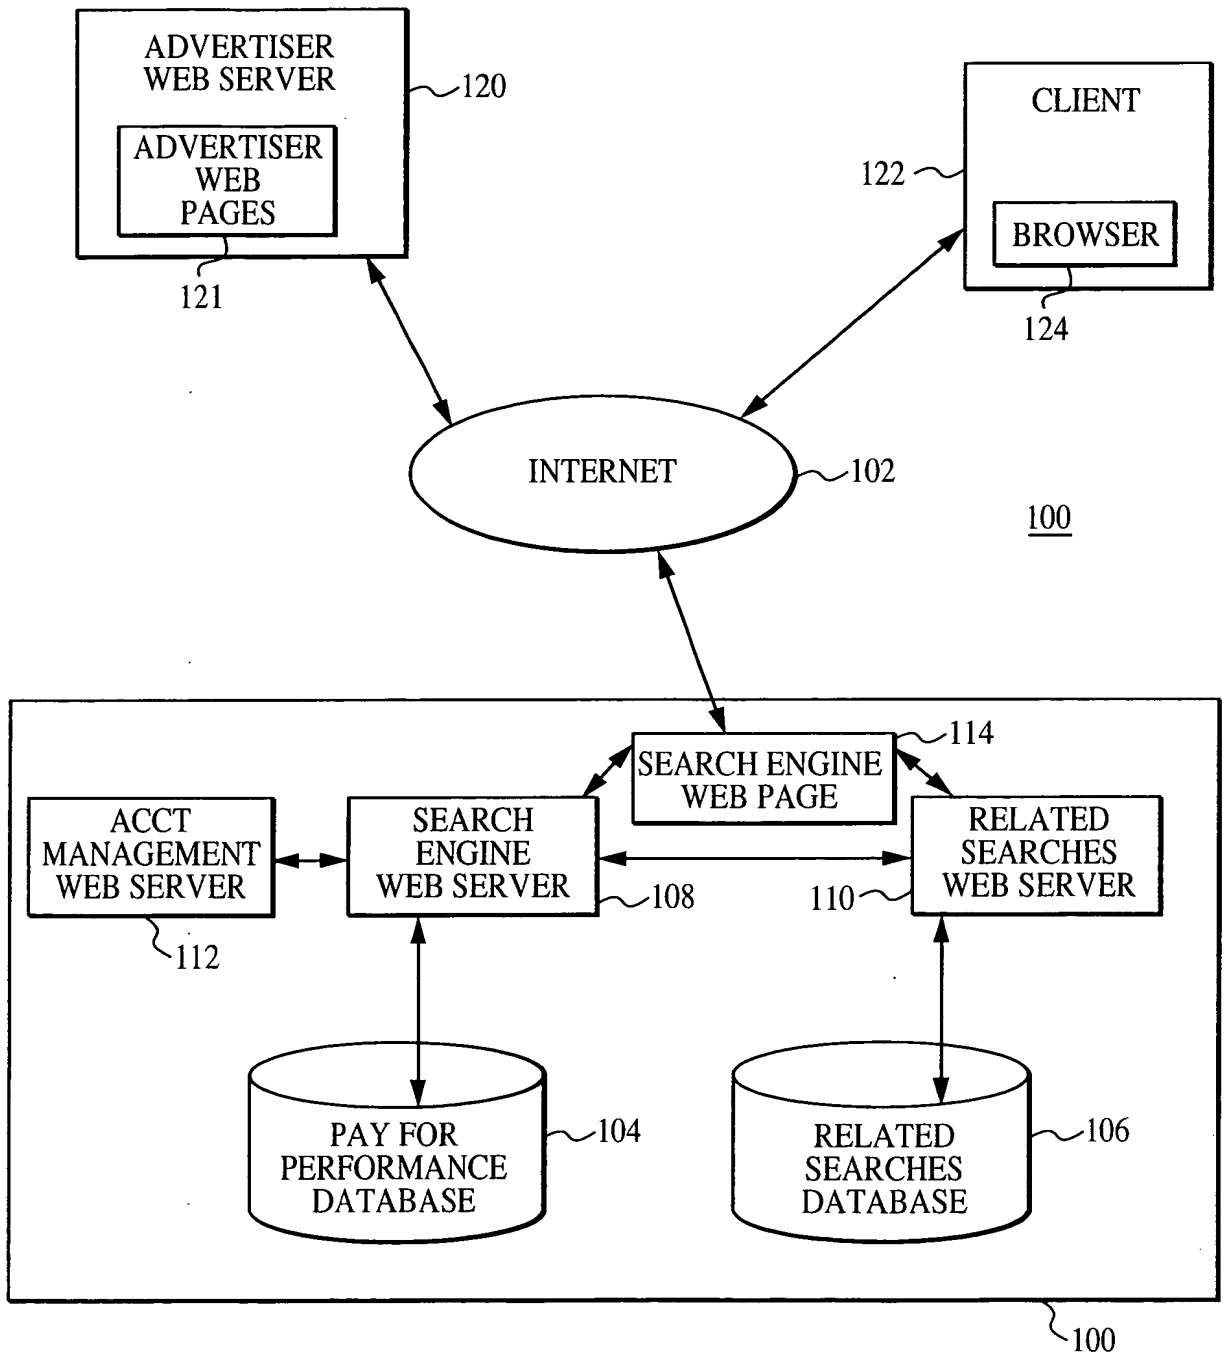 ADVERTISER
WEB SERVER
120
ADVERTISER
WEB
PAGES
121
CLIENT
122
BROWSER
124
INTERNET
102
100
114
SEARCH ENGINE
WEB PAGE
ACCT
MANAGEMENT
WEB SERVER
112
SEARCH
ENGINE
WEB SERVER
108
RELATED
SEARCHES
WEB SERVER
110
PAY FOR
PERFORMANCE
DATABASE
104
RELATED
SEARCHES
DATABASE
106
100